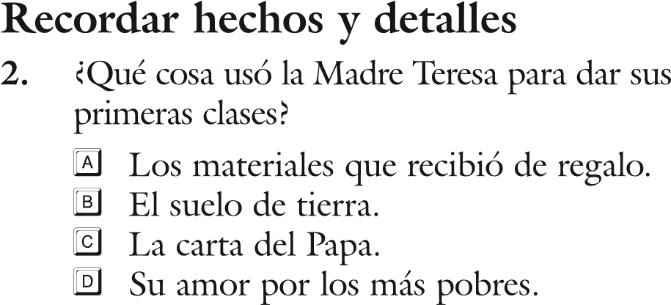 Recordar hechos y detalles
2. ¿Qué cosa usó la Madre Teresa para dar sus
primeras clases?
A Los materiales que recibió de regalo.
B El suelo de tierra.
C La carta del Papa.
D Su amor por los más pobres.